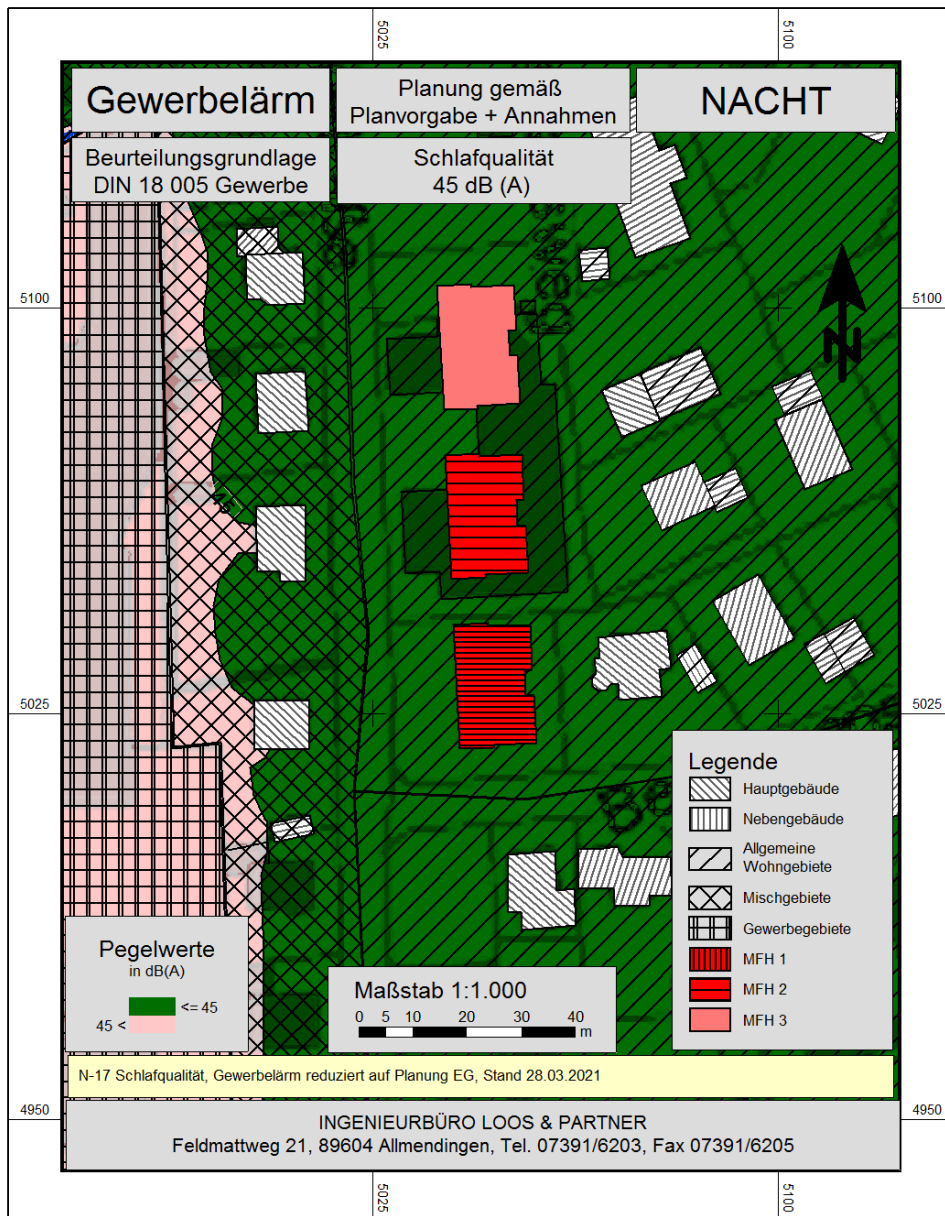 5025
5100
Gewerbelärm
Planung gemäß
Planvorgabe + Annahmen
NACHT
Beurteilungsgrundlage
DIN 18 005 Gewerbe
Schlafqualität
45 dB (A)
5100
5100
N
45
5025
5025
Legende
Hauptgebäude
Nebengebäude
Allgemeine
Wohngebiete
Mischgebiete
Gewerbegebiete
MFH 1
MFH 2
MFH 3
Pegelwerte
in dB(A)
<= 45
45 <
Maßstab 1:1.000
0 5 10 20 30 40
m
N-17 Schlafqualität, Gewerbelärm reduziert auf Planung EG, Stand 28.03.2021
4950
4950
INGENIEURBÜRO LOOS & PARTNER
Feldmattweg 21, 89604 Allmendingen, Tel. 07391/6203, Fax 07391/6205
5025
5100